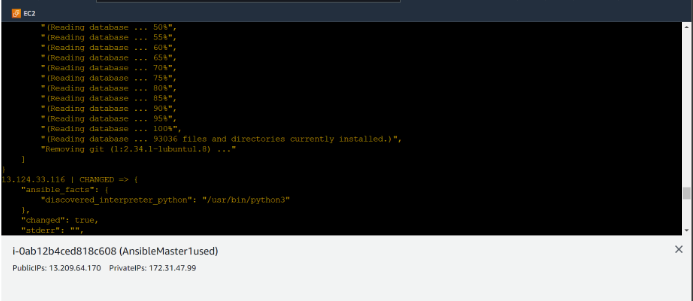 EC2
"(Reading database ... 50%",
"(Reading database ... 55%",
"(Reading database ... 60%",
"(Reading database ... 65%",
"(Reading database ... 70%",
"(Reading database ... 75%",
"(Reading database ... 80%",
"(Reading database ... 85%",
"(Reading database ... 90%",
"(Reading database ... 95%",
"(Reading database ... 100%",
"(Reading database ... 93036 files and directories currently installed.)",
"Removing git (1:2.34.1-1ubuntu1.8) ..."
]
}
13.124.33.116 | CHANGED => {
"ansible_facts": {
"discovered_interpreter_python": "/usr/bin/python3"
},
"changed": true,
"stderr": "",
i-0ab12b4ced818c608 (AnsibleMaster1used)
PublicIPs: 13.209.64.170 PrivateIPs: 172.31.47.99